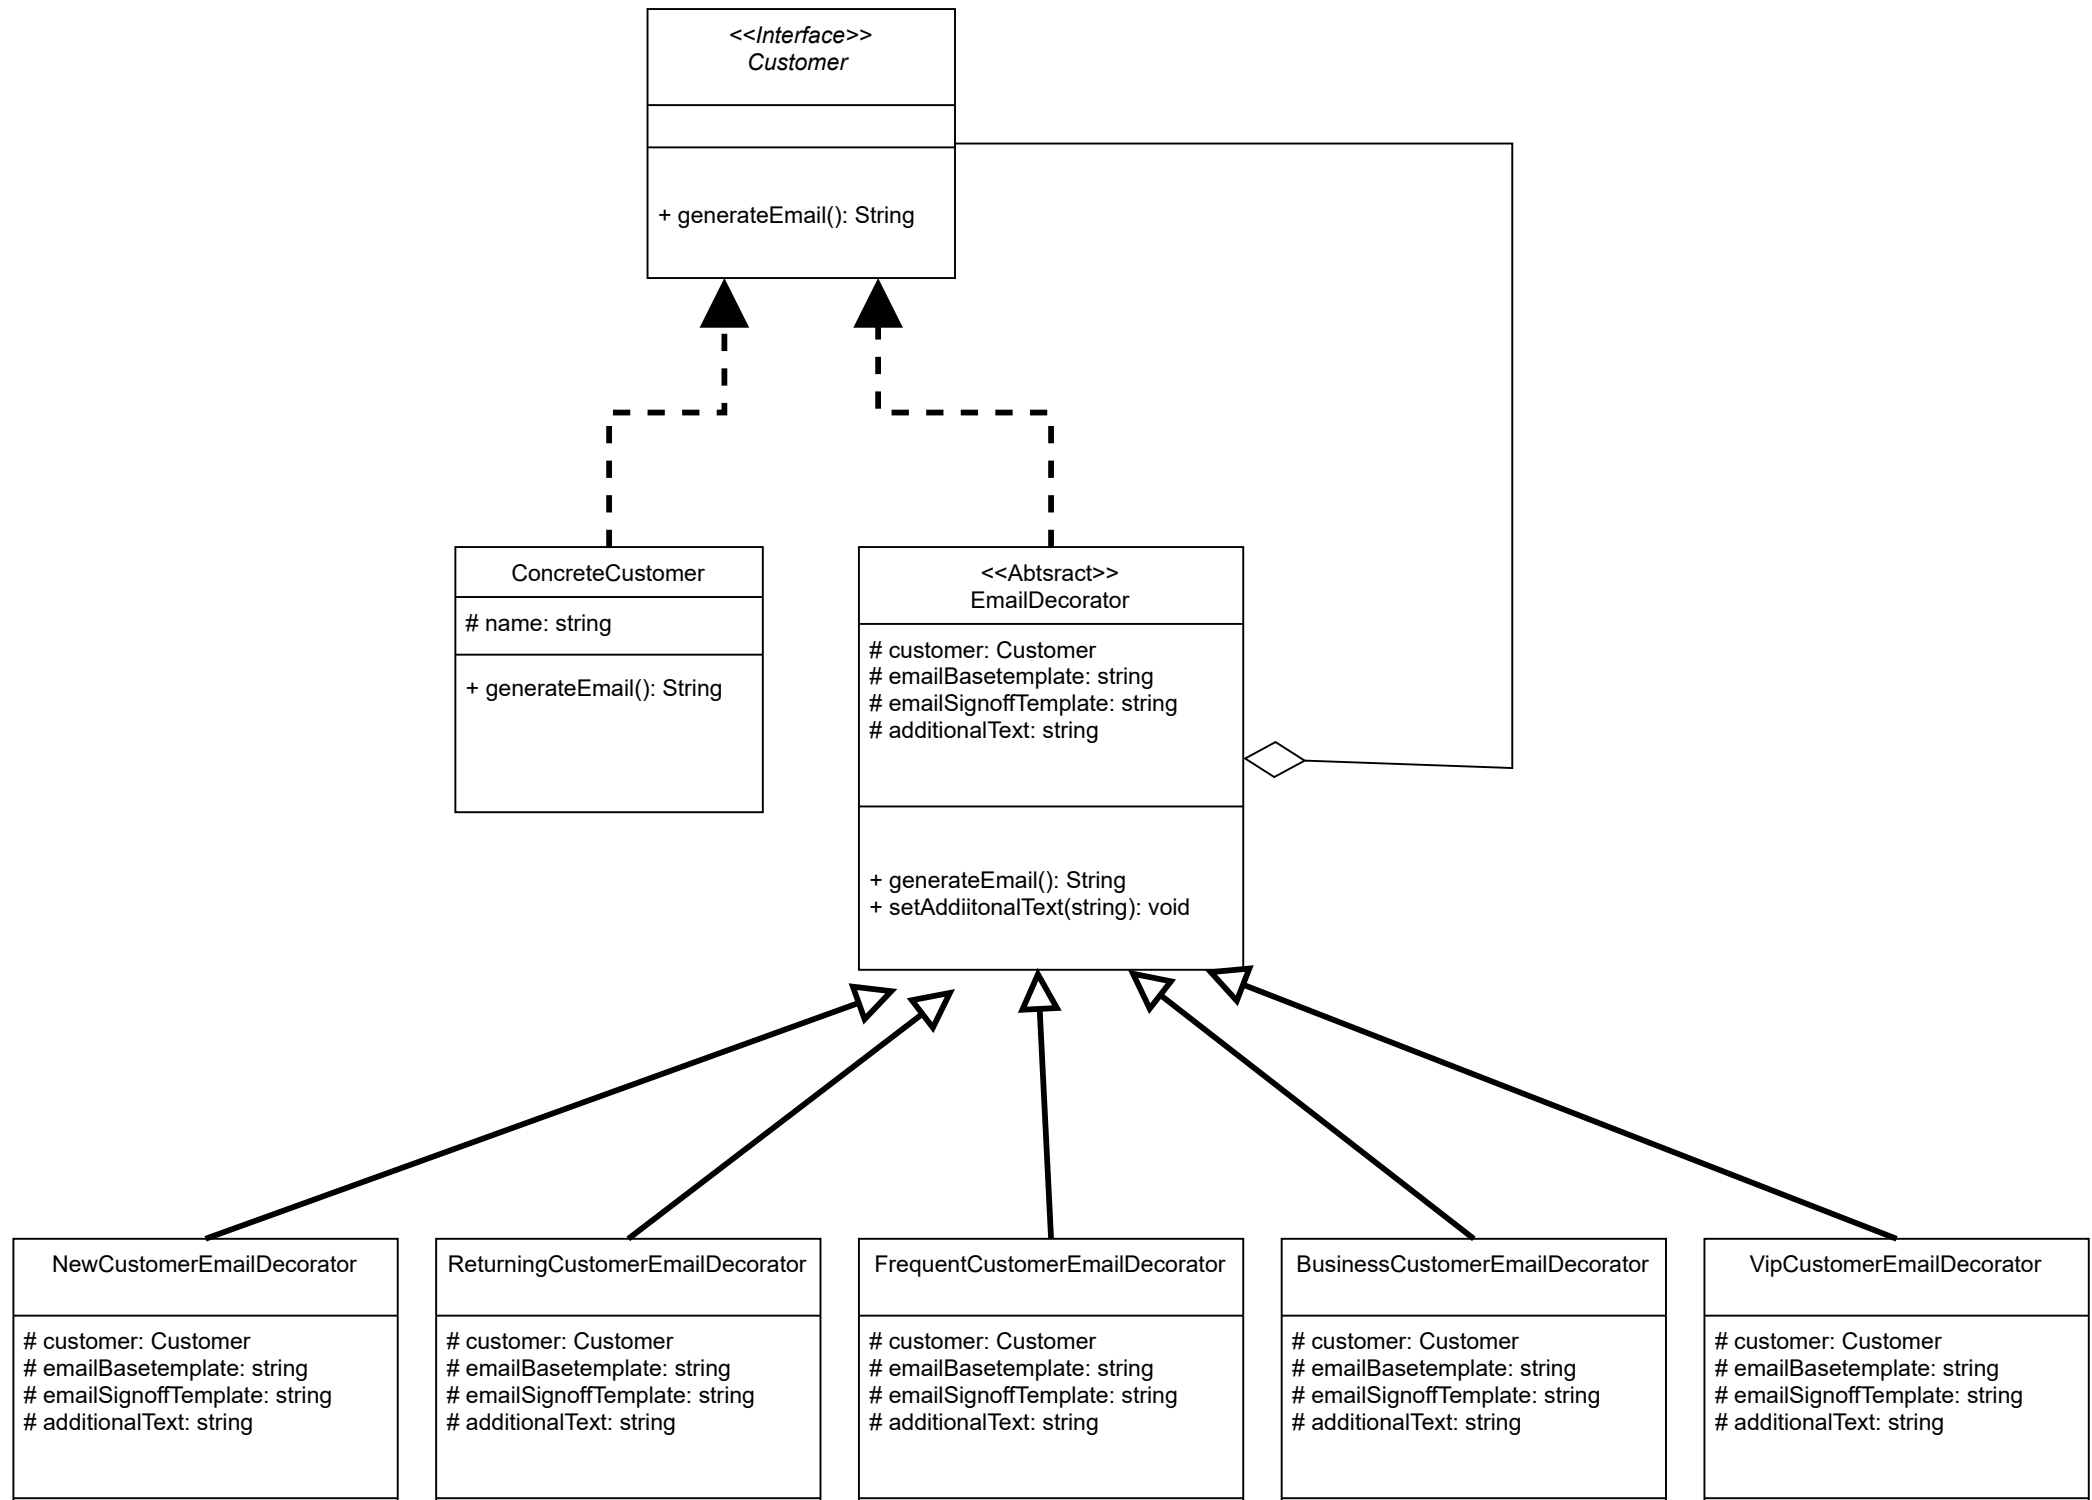 <<Interface>>
Customer
+ generateEmail(): String
ConcreteCustomer
# name: string
+ generateEmail(): String
<<Abtsract>>
EmailDecorator
# customer: Customer
# emailBasetemplate: string
# emailSignoffTemplate: string
# additionalText: string
+ generateEmail(): String
+ setAddiitonalText(string): void
NewCustomerEmailDecorator
# customer: Customer
# emailBasetemplate: string
# emailSignoffTemplate: string
# additionalText: string
ReturningCustomerEmailDecorator
# customer: Customer
# emailBasetemplate: string
# emailSignoffTemplate: string
# additionalText: string
FrequentCustomerEmailDecorator
# customer: Customer
# emailBasetemplate: string
# emailSignoffTemplate: string
# additionalText: string
BusinessCustomerEmailDecorator
# customer: Customer
# emailBasetemplate: string
# emailSignoffTemplate: string
# additionalText: string
VipCustomerEmailDecorator
# customer: Customer
# emailBasetemplate: string
# emailSignoffTemplate: string
# additionalText: string